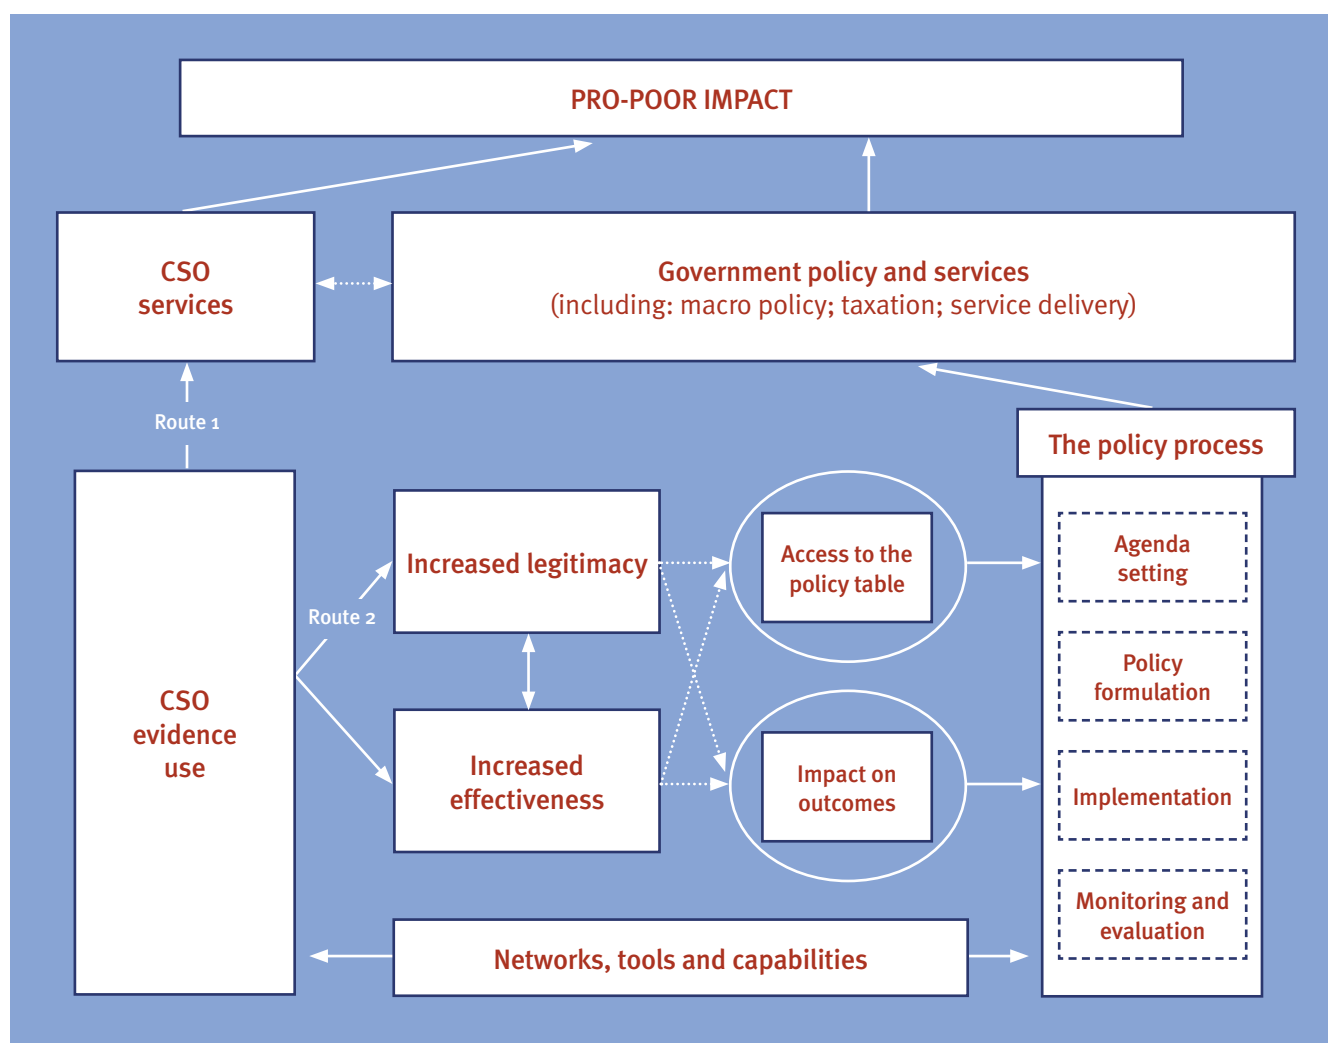 PRO-POOR IMPACT
CSO
services
Government policy and services
(including: macro policy; taxation; service delivery)
Route 1
The policy process
CSO
evidence
use
Route 2
Increased legitimacy
Increased
effectiveness
Access to the
policy table
Impact on
outcomes
Agenda
setting
Policy
formulation
Implementation
Monitoring and
evaluation
Networks, tools and capabilities